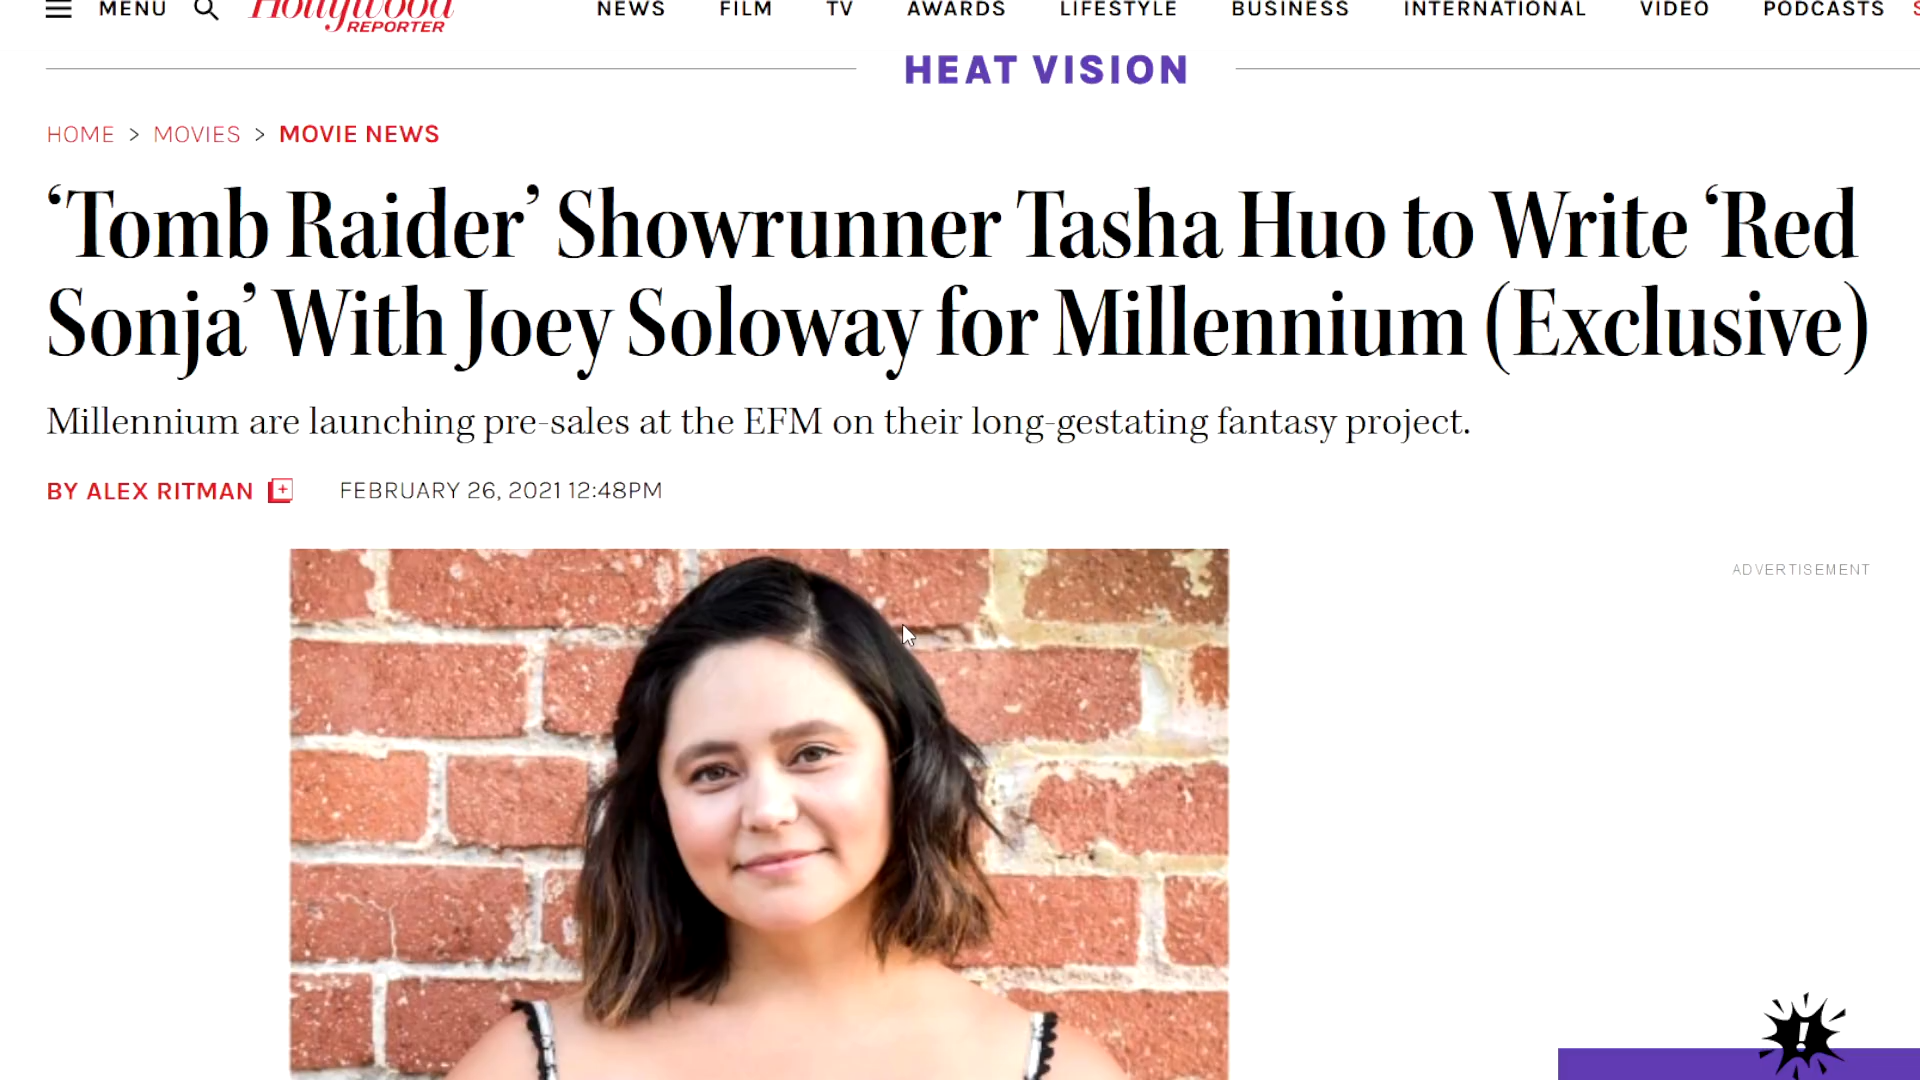 MENU
Hollywood
REPORTER
NEWS FILM TV AWARDS LIFESTYLE BUSINESS INTERNATIONAL VIDEO PODCASTS
HEAT VISION
HOME > MOVIES > MOVIE NEWS
‘Tomb Raider’ Showrunner Tasha Huo to Write ‘Red
Sonja’ With Joey Soloway for Millennium (Exclusive)
Millennium are launching pre-sales at the EFM on their long-gestating fantasy project.
BY ALEX RITMAN FEBRUARY 26, 2021 12:48PM
ADVERTISEMENT